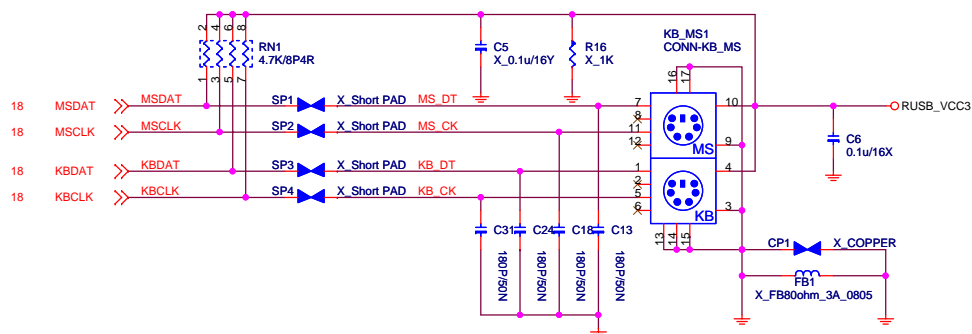 2 4 6 8
RN1
4.7K/8P4R
1 3 5 7
C5
X_0.1u/16Y
R16
X_1K
KB_MS1
CONN-KB_MS
16 17
18 MSDAT MSDAT SP1 X_Short PAD MS_DT 7 10 RUSB_VCC3
8
18 MSCLK MSCLK SP2 X_Short PAD MS_CK 11
12 MS 9
C6
0.1u/16X
18 KBDAT KBDAT SP3 X_Short PAD KB_DT 1 4
2
18 KBCLK KBCLK SP4 X_Short PAD KB_CK 5
6 KB 3
C31 C24 C18 C13
180P/50N 180P/50N 180P/50N 180P/50N
13 14 15
CP1 X_COPPER
FB1
X_FB80ohm_3A_0805